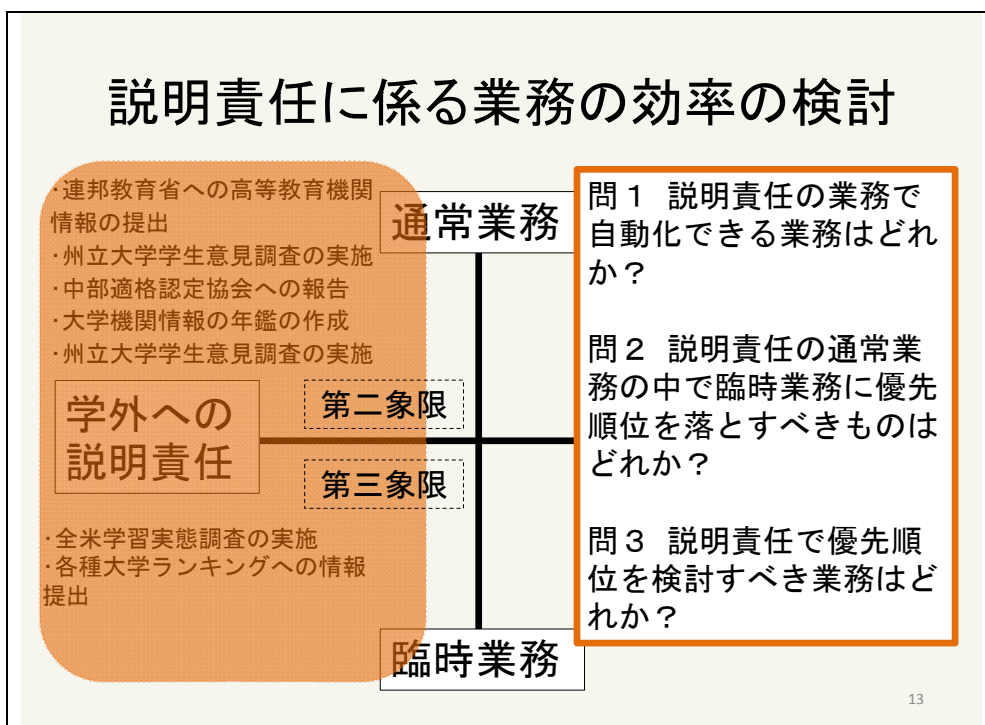 説明責任に係る業務の効率の検討
・連邦教育省への高等教育機関
情報の提出
・州立大学学生意見調査の実施
・中部適格認定協会への報告
・大学機関情報の年鑑の作成
・州立大学学生意見調査の実施
通常業務
学外への
説明責任
第二象限
第三象限
・全米学習実態調査の実施
・各種大学ランキングへの情報
提出
臨時業務
問１ 説明責任の業務で
自動化できる業務はどれ
か？
問２ 説明責任の通常業
務の中で臨時業務に優先
順位を落とすべきものは
どれか？
問３ 説明責任で優先順
位を検討すべき業務はど
れか？
13